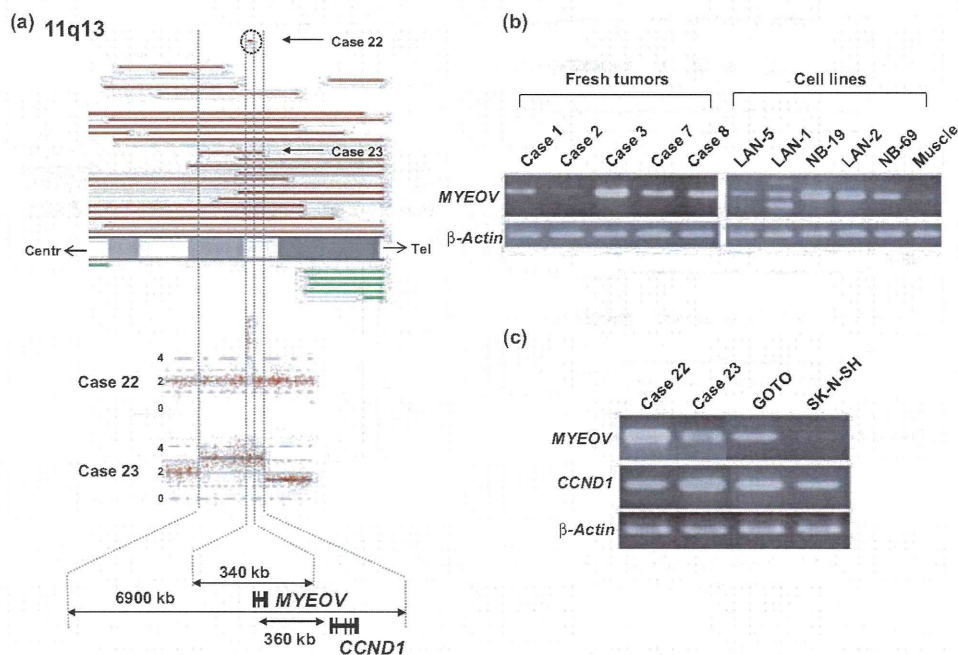 (a) 11q13
Case 22
Case 23
Centr
Tel
Case 22
4
2
0
Case 23
4
2
0
340 kb
6900 kb
MYEOV
360 kb
CCND1
(b)
Fresh tumors
Cell lines
Case 1
Case 2
Case 3
Case 7
Case 8
LAN-5
LAN-1
NB-19
LAN-2
NB-69
Muscle
MYEOV
β-Actin
(c)
Case 22
Case 23
GOTO
SK-N-SH
MYEOV
CCND1
β-Actin